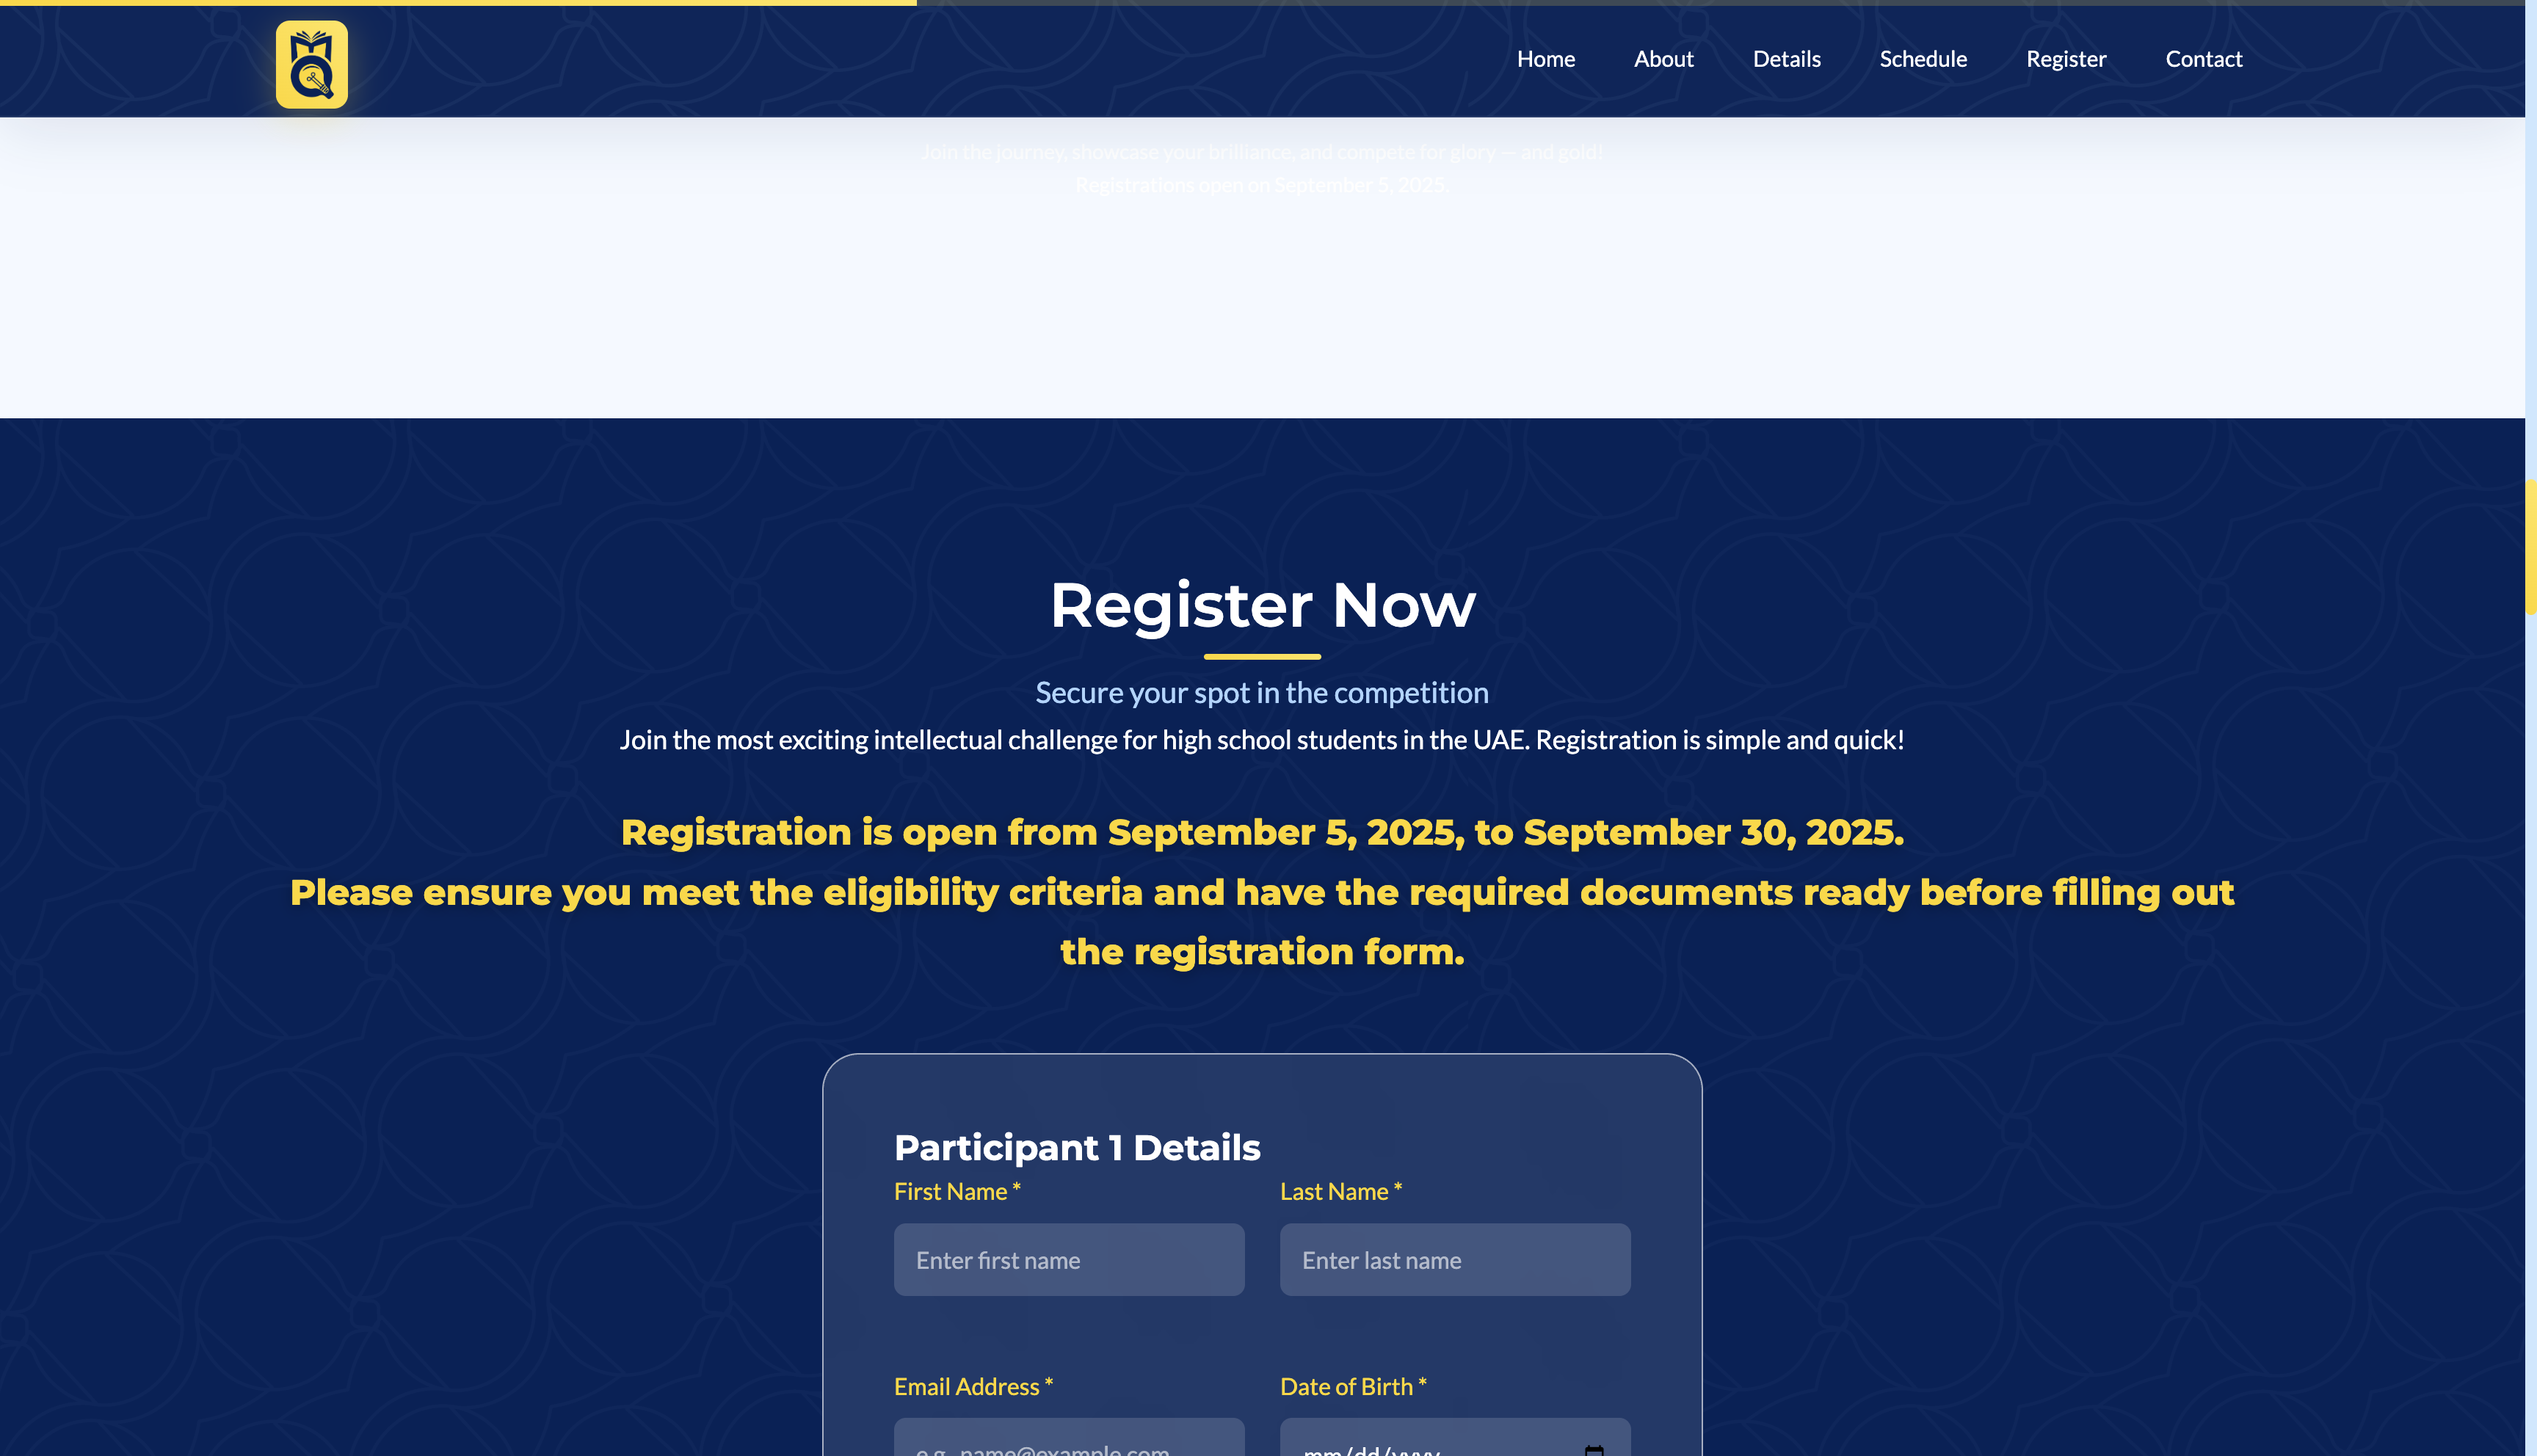 Home About Details Schedule Register Contact
Join the journey, showcase your brilliance, and compete for glory — and gold!
Registrations open on September 5, 2025.
Register Now
Secure your spot in the competition
Join the most exciting intellectual challenge for high school students in the UAE. Registration is simple and quick!
Registration is open from September 5, 2025, to September 30, 2025.
Please ensure you meet the eligibility criteria and have the required documents ready before filling out
the registration form.
Participant 1 Details
First Name * Last Name *
Enter first name Enter last name
Email Address * Date of Birth *
e.g., name@example.com mm/dd/yyyy